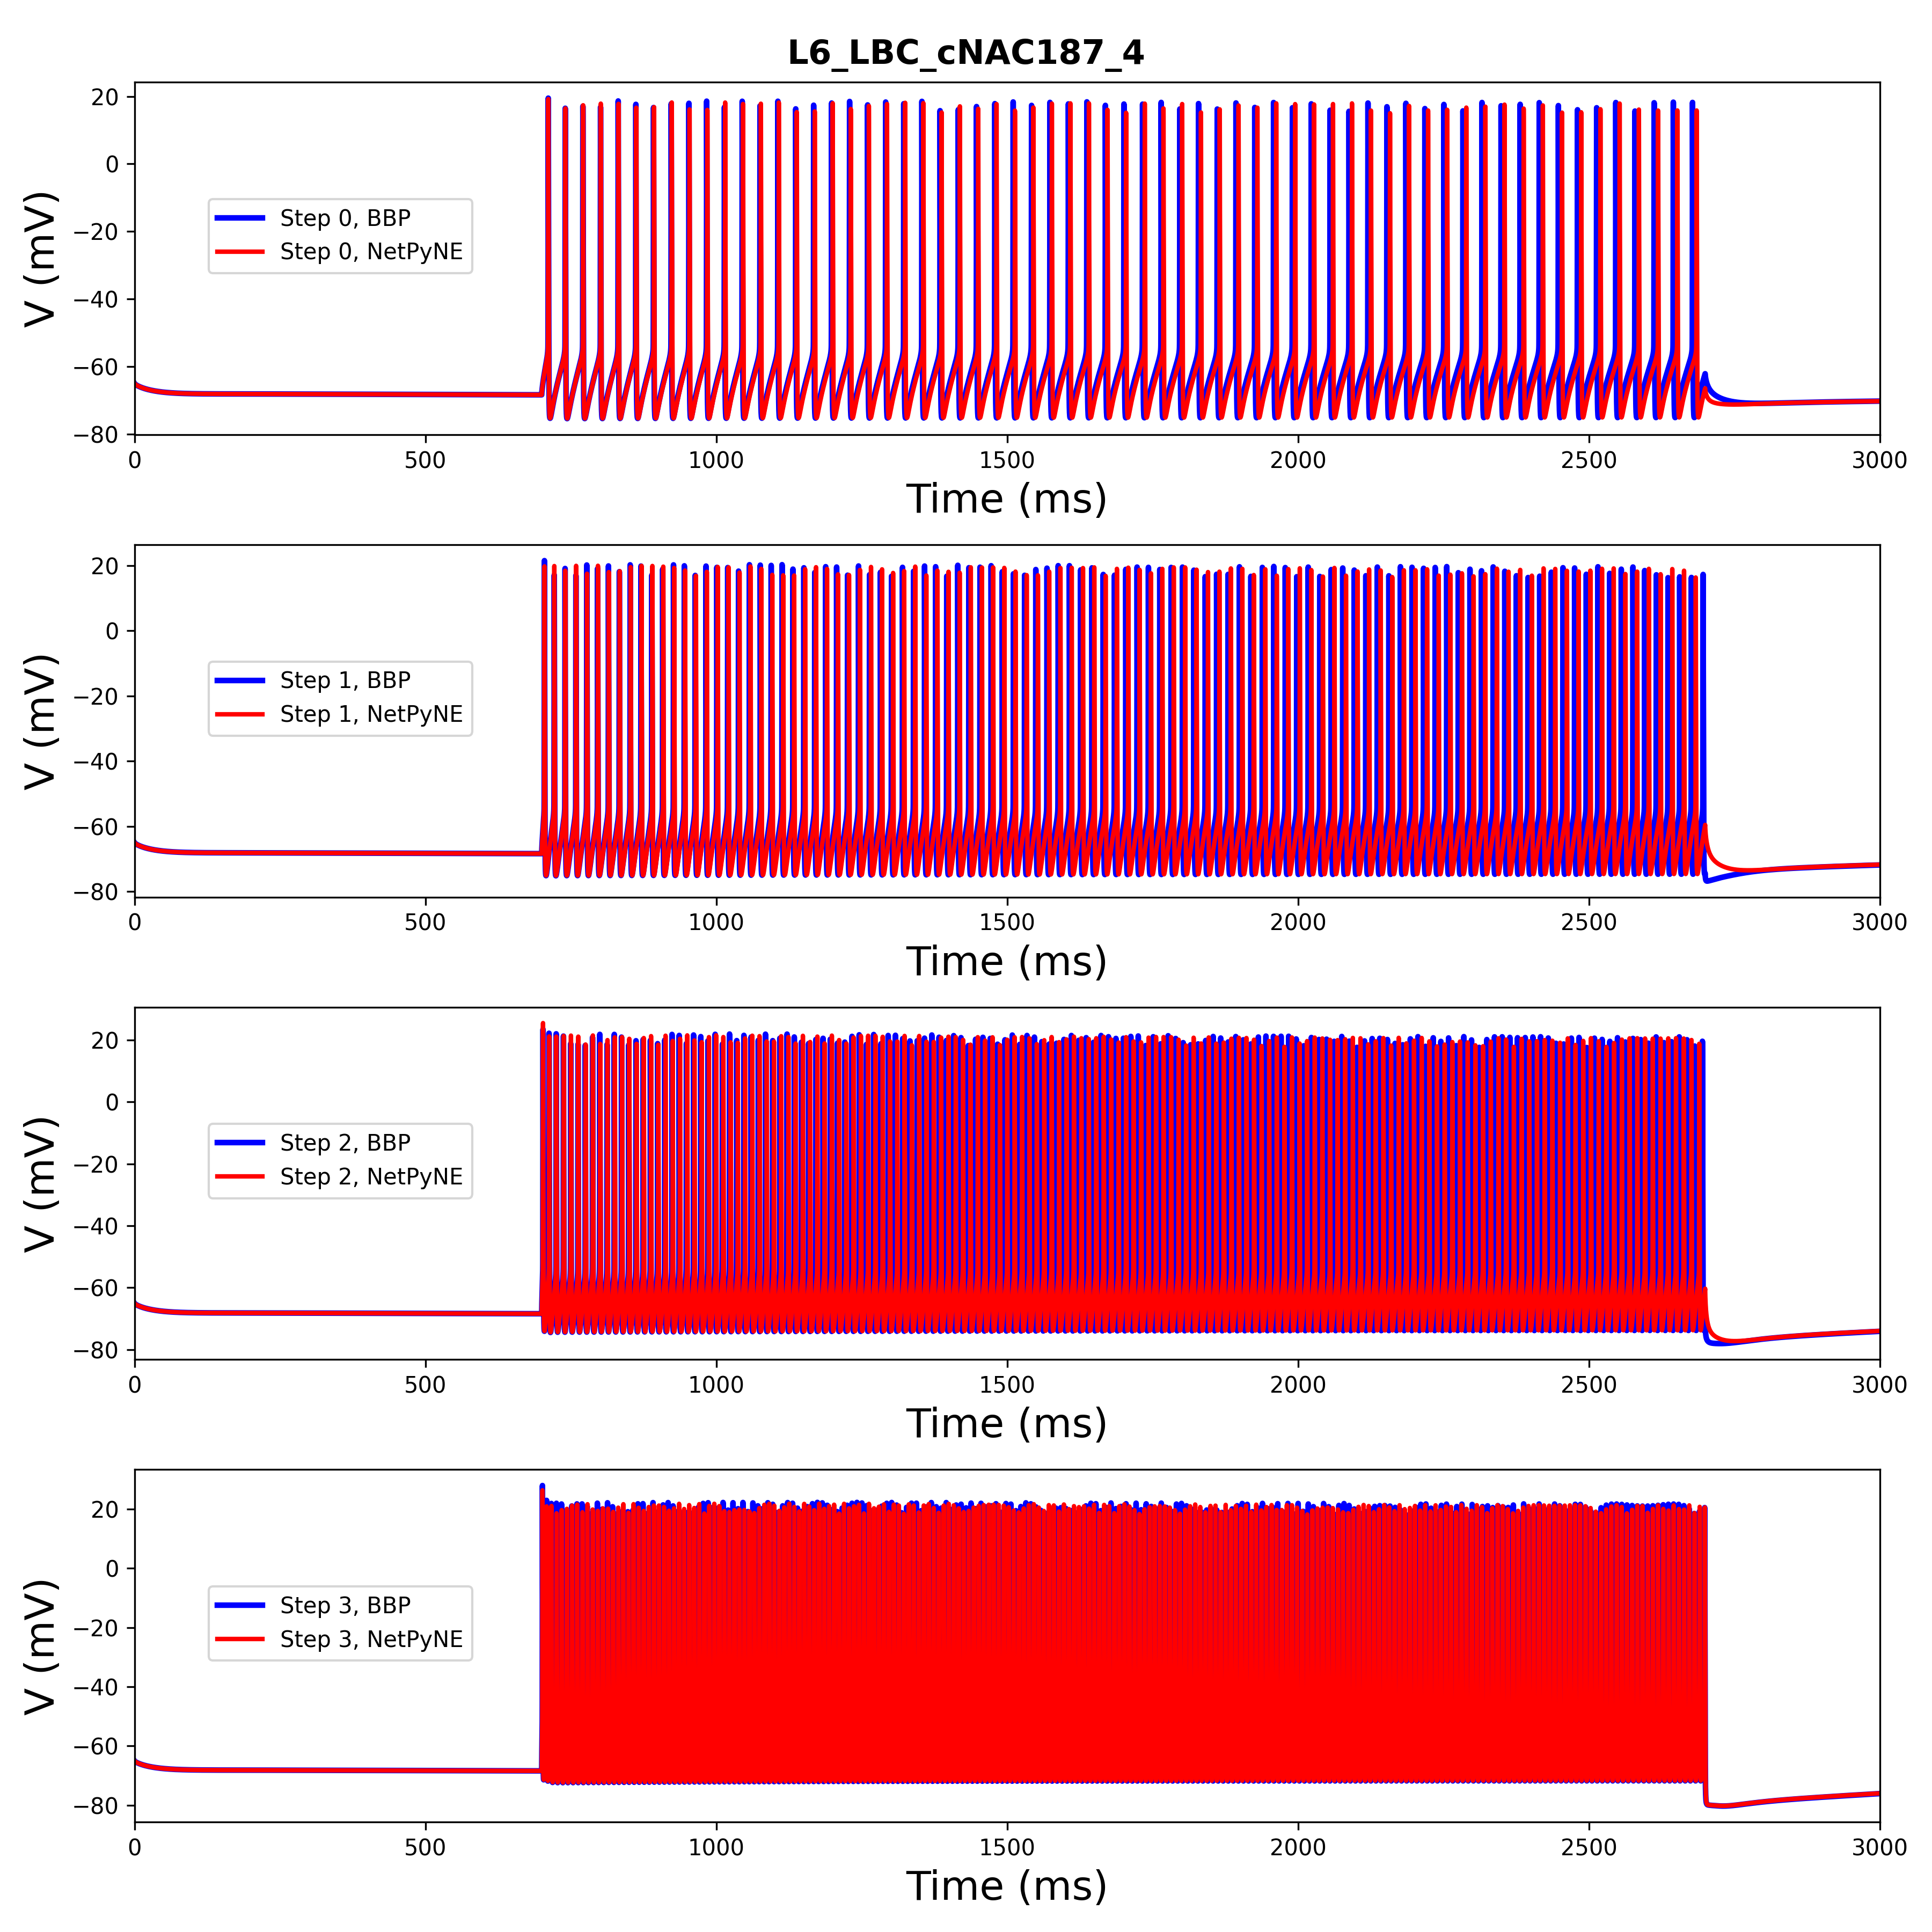 L6_LBC_cNAC187_4
20
0
−20
−40
−60
−80
V (mV)
Step 0, BBP
Step 0, NetPyNE
0 500 1000 1500 2000 2500 3000
Time (ms)
20
0
−20
−40
−60
−80
V (mV)
Step 1, BBP
Step 1, NetPyNE
0 500 1000 1500 2000 2500 3000
Time (ms)
20
0
−20
−40
−60
−80
V (mV)
Step 2, BBP
Step 2, NetPyNE
0 500 1000 1500 2000 2500 3000
Time (ms)
20
0
−20
−40
−60
−80
V (mV)
Step 3, BBP
Step 3, NetPyNE
0 500 1000 1500 2000 2500 3000
Time (ms)